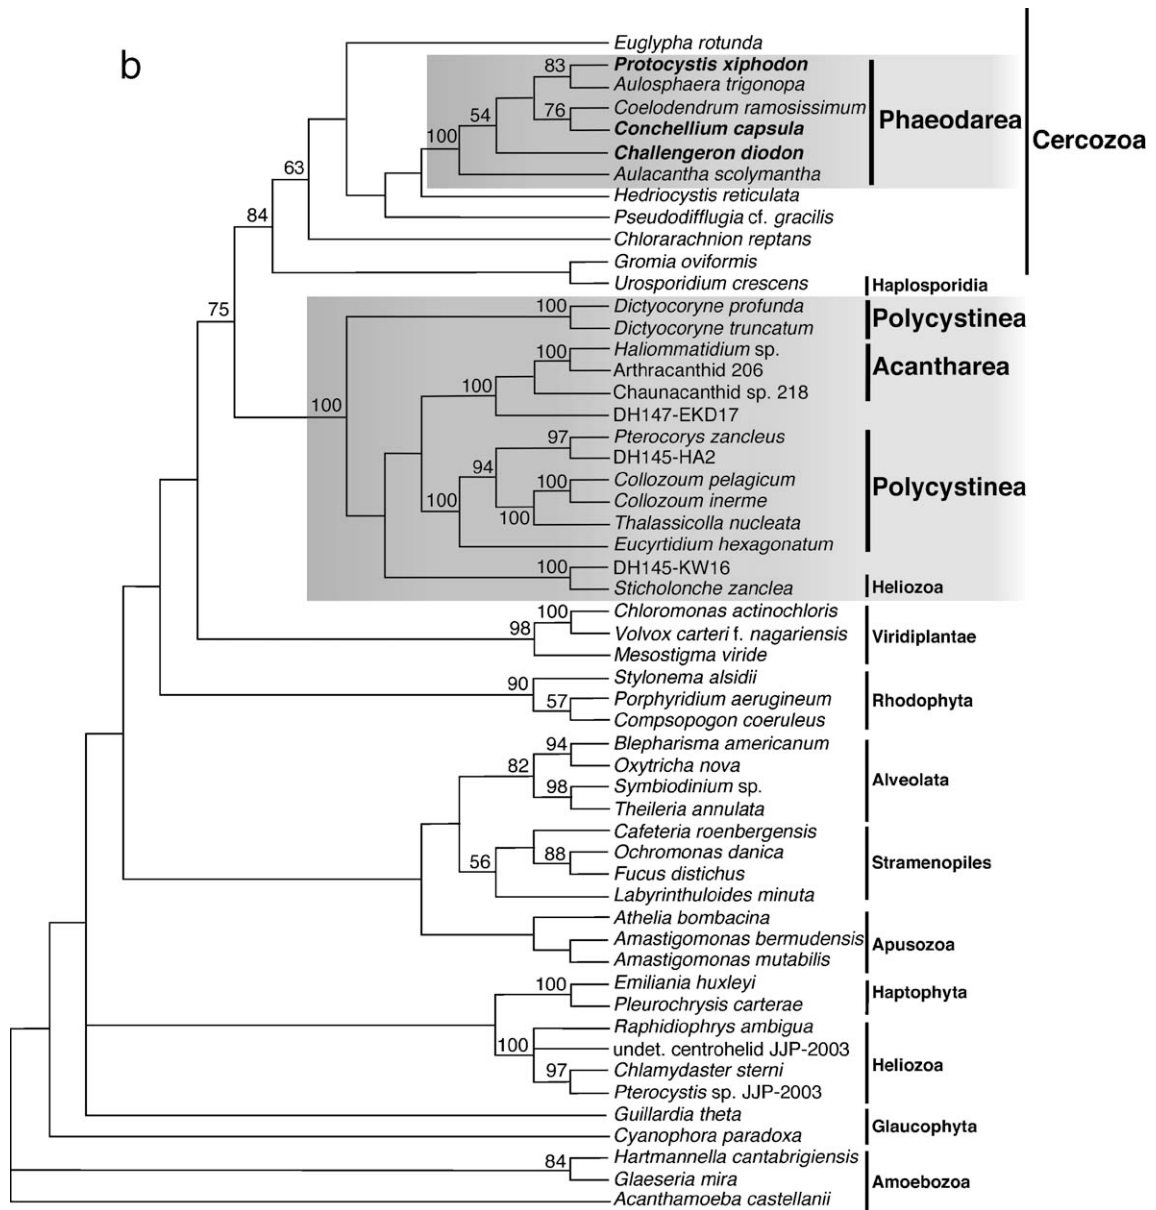 b
Euglypha rotunda
83 Protocystis xiphodon
Aulosphaera trigonopa
Coelodendrum ramosissimum
54 76 Phaeodarea
100 Conchellium capsula
Cercozoa
Challengeron diodon
63 Aulacantha scolymantha
Hedriocystis reticulata
84 Pseudodifflugia cf. gracilis
Chlorarachnion reptans
Gromia oviformis
Urosporidium crescens Haplosporidia
75 100 Dictyocoryne profunda
Polycystinea
Dictyocoryne truncatum
100 Haliommatidium sp.
Acantharea
Arthracanthid 206
100 Chaunacanthid sp. 218
100 DH147-EKD17
97 Pterocorys zancleus
94 DH145-HA2
100 Collozoum pelagicum
Polycystinea
100 Collozoum inerme
100 Thalassicolla nucleata
Eucyrtidium hexagonatum
100 DH145-KW16
Sticholonche zanclea Heliozoa
100 Chloromonas actinochloris
98 Volvox carteri f. nagariensis Viridiplantae
Mesostigma viride
90 Stylonema alsidii
57 Porphyridium aerugineum Rhodophyta
Compsopogon coeruleus
94 Blepharisma americanum
82 Oxytricha nova
Alveolata
98 Symbiodinium sp.
Theileria annulata
Cafeteria roenbergensis
88 Ochromonas danica
56 Stramenopiles
Fucus distichus
Labyrinthuloides minuta
Athelia bombacina
Amastigomonas bermudensis Apusozoa
Amastigomonas mutabilis
100 Emiliania huxleyi
Haptophyta
Pleurochrysis carterae
Raphidiophrys ambigua
100 undet. centrohelid JJP-2003
Heliozoa
97 Chlamydaster sterni
Pterocystis sp. JJP-2003
Guillardia theta
Glaucophyta
Cyanophora paradoxa
84 Hartmannella cantabrigiensis
Glaeseria mira Amoebozoa
Acanthamoeba castellanii